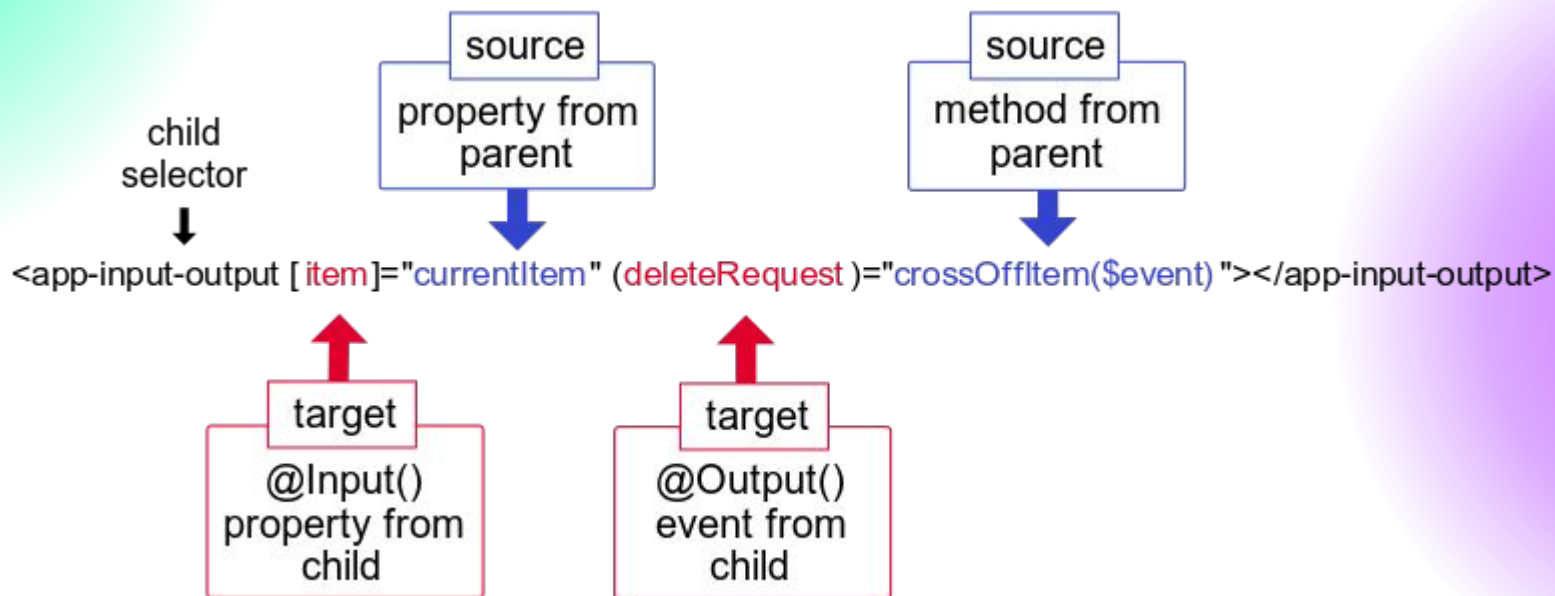 source
property from
parent
source
method from
parent
child
selector
<app-input-output [item]="currentItem" (deleteRequest)="crossOffItem($event)"></app-input-output>
target
@Input()
property from
child
target
@Output()
event from
child